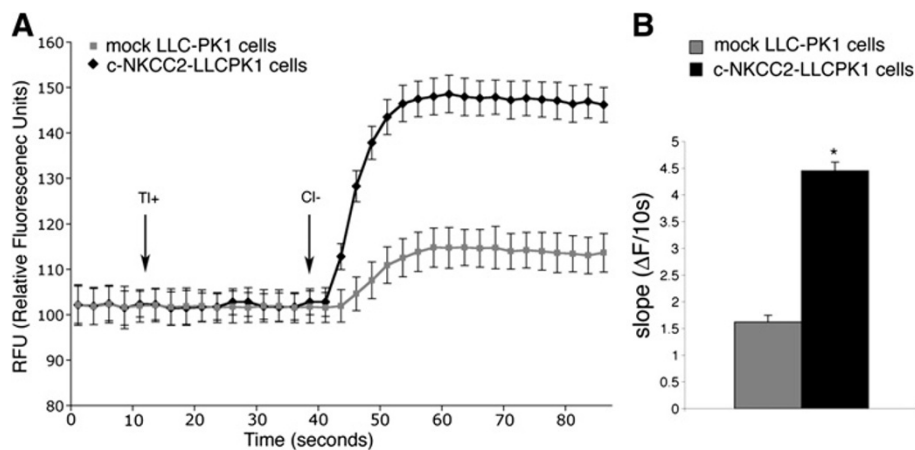 A
160
mock LLC-PK1 cells
c-NKCC2-LLCPK1 cells
150
140
130
120
110
100
90
80
RFU (Relative Fluorescenec Units)
Tl+
Cl-
0
10
20
30
40
50
60
70
80
Time (seconds)
B
mock LLC-PK1 cells
c-NKCC2-LLCPK1 cells
5
4.5
4
3.5
3
2.5
2
1.5
1
0.5
0
*
slope (ΔF/10s)